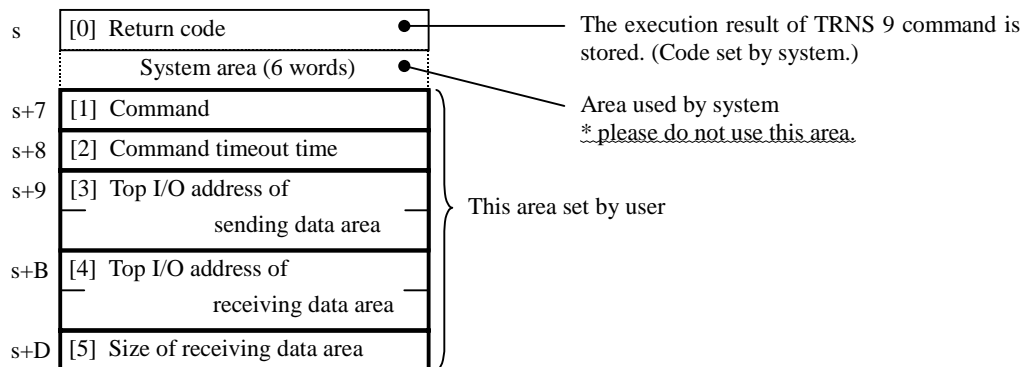 s [0] Return code
The execution result of TRNS 9 command is
stored. (Code set by system.)
System area (6 words)
Area used by system
* please do not use this area.
s+7 [1] Command
s+8 [2] Command timeout time
s+9 [3] Top I/O address of
sending data area
This area set by user
s+B [4] Top I/O address of
receiving data area
s+D [5] Size of receiving data area